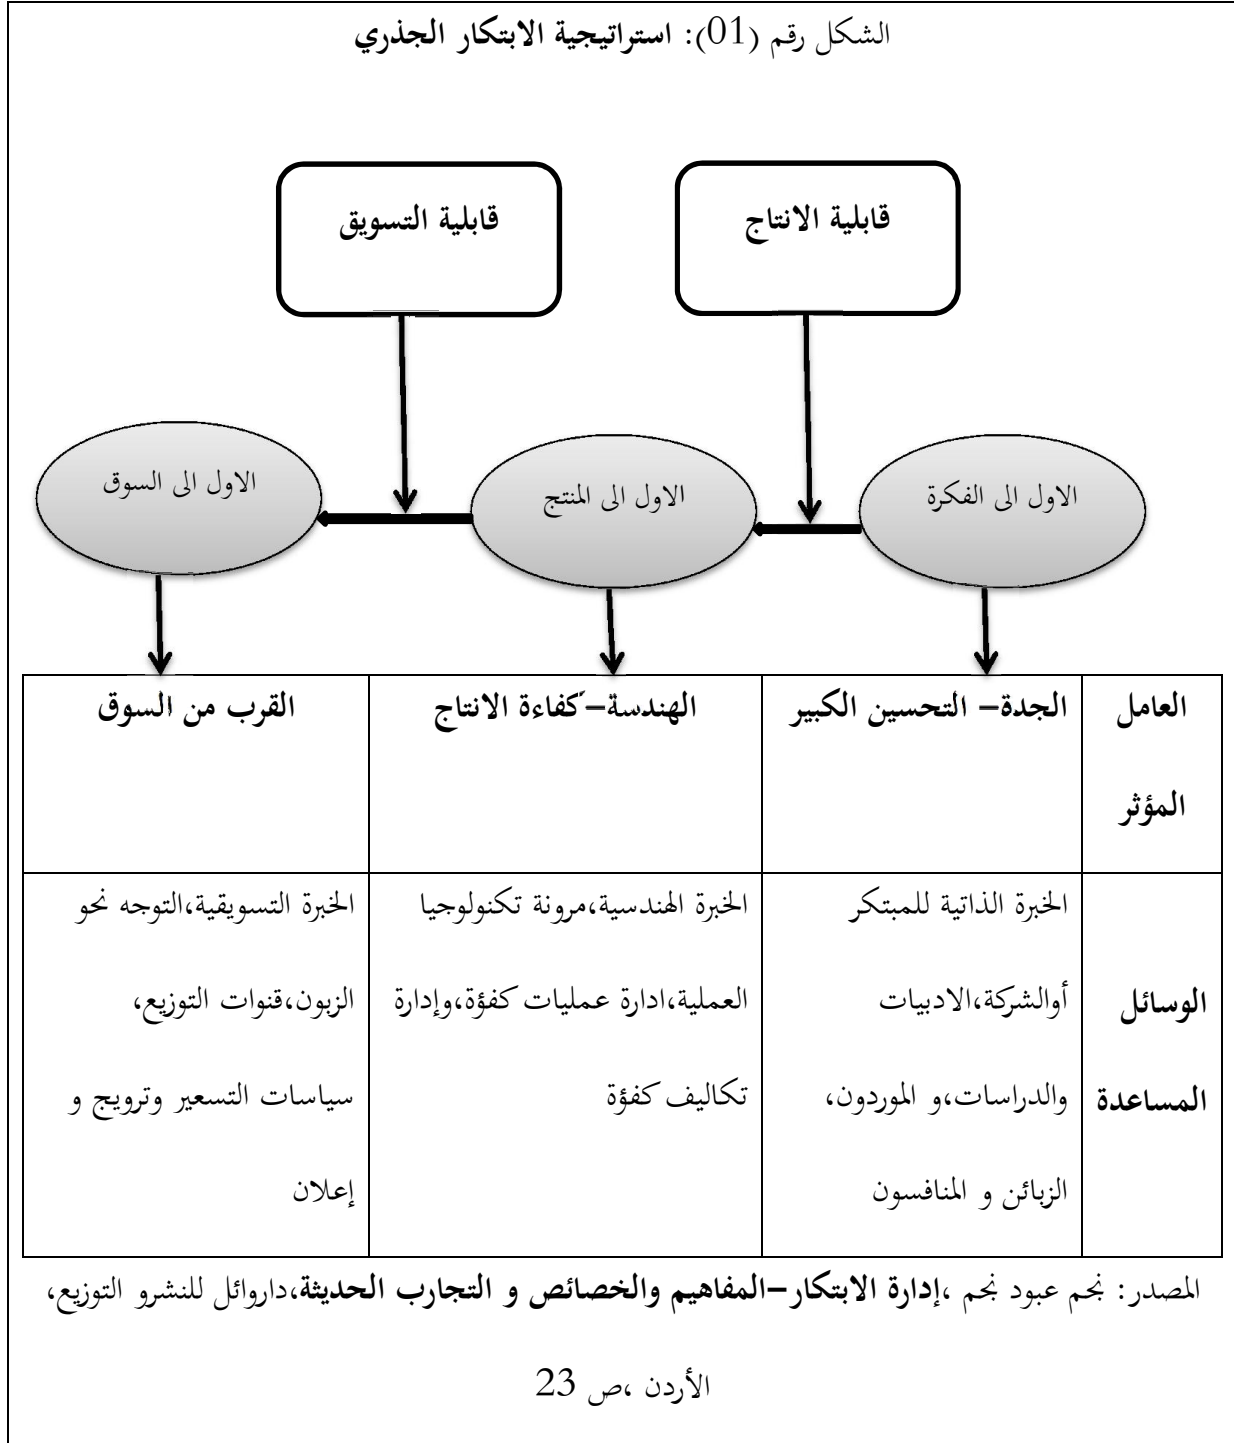 الشكل رقم (01): استراتيجية الابتكار الجذري
قابلية الانتاج
قابلية التسويق
الاول الى الفكرة
الاول الى المنتج
الاول الى السوق
العامل
المؤثر
الجدة– التحسين الكبير
الهندسة–كفاءة الانتاج
القرب من السوق
الوسائل
المساعدة
الخبرة الذاتية للمبتكر
أوالشركة،الادبيات
والدراسات،و الموردون،
الزبائن و المنافسون
الخبرة الهندسية،مرونة تكنولوجيا
العملية،ادارة عمليات كفؤة،وإدارة
تكاليف كفؤة
الخبرة التسويقية،التوجه نحو
الزبون،قنوات التوزيع،
سياسات التسعير وترويج و
إعلان
المصدر: نجم عبود نجم ،إدارة الابتكار–المفاهيم والخصائص و التجارب الحديثة،داروائل للنشرو التوزيع،
الأردن ،ص 23